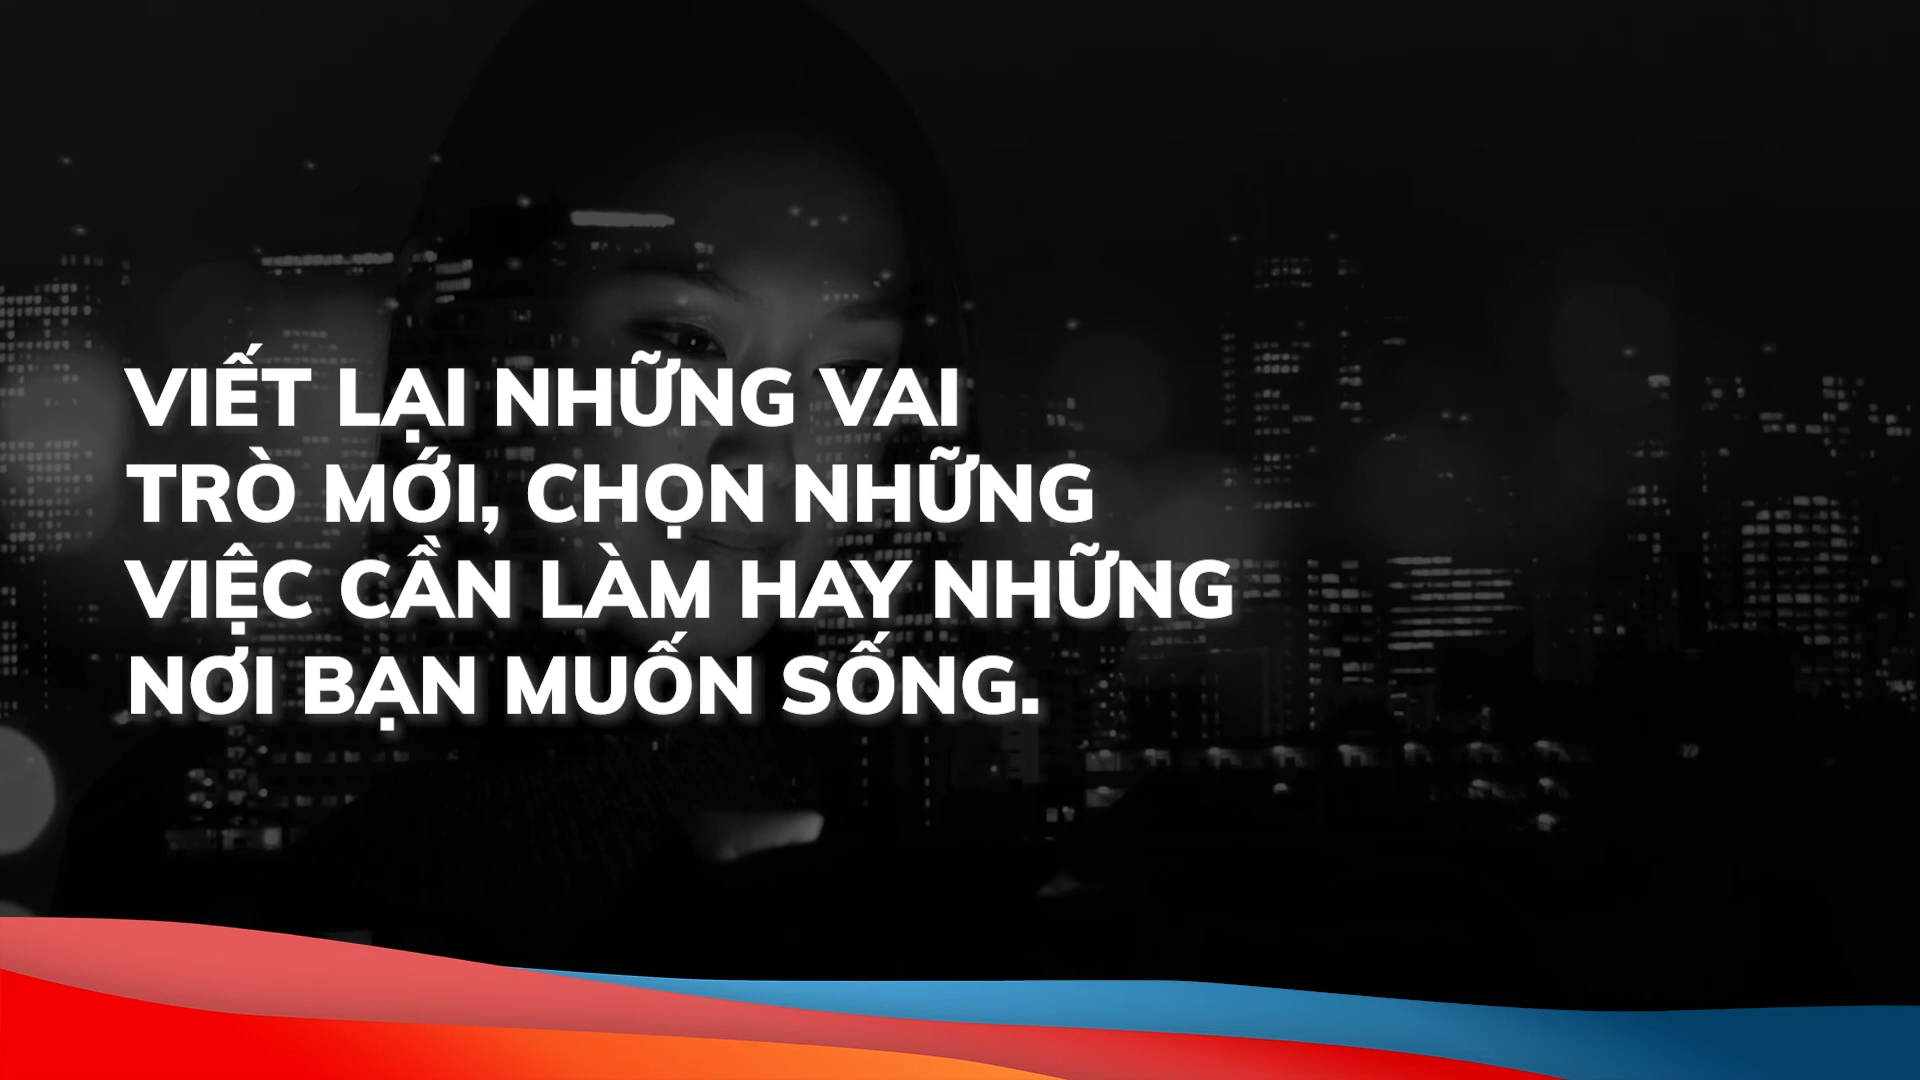 VIẾT LẠI NHỮNG VAI
TRÒ MỚI, CHỌN NHỮNG
VIỆC CẦN LÀM HAY NHỮNG
NƠI BẠN MUỐN SỐNG.